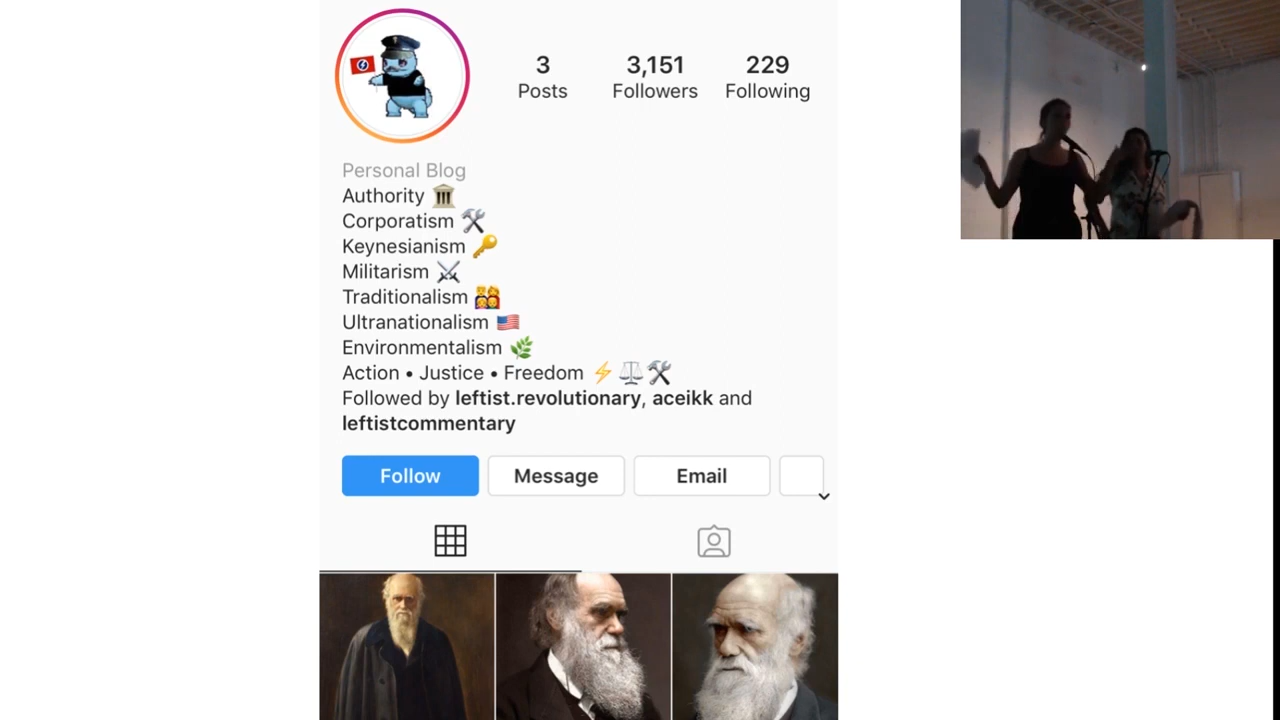 3 3,151 229
Posts Followers Following
Personal Blog
Authority 🏛️
Corporatism 🛠️
Keynesianism 🔑
Militarism ⚔️
Traditionalism 👨‍👩‍👧‍👦
Ultranationalism 🇺🇸
Environmentalism 🌿
Action • Justice • Freedom ⚡⚖️🛠️
Followed by leftist.revolutionary, aceikk and
leftistcommentary
Follow Message Email